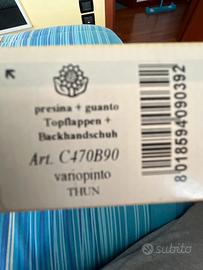 presina + guanto
Topflappen +
Backhandschuh
Art. C470B90
variopinto
THUN
8018594090392
subito